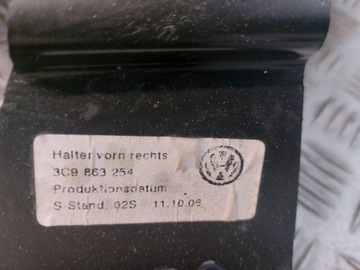 Halter vorn rechts
3C9 863 254
Produktionsdatum
S-Stand: 02S 11.10.06